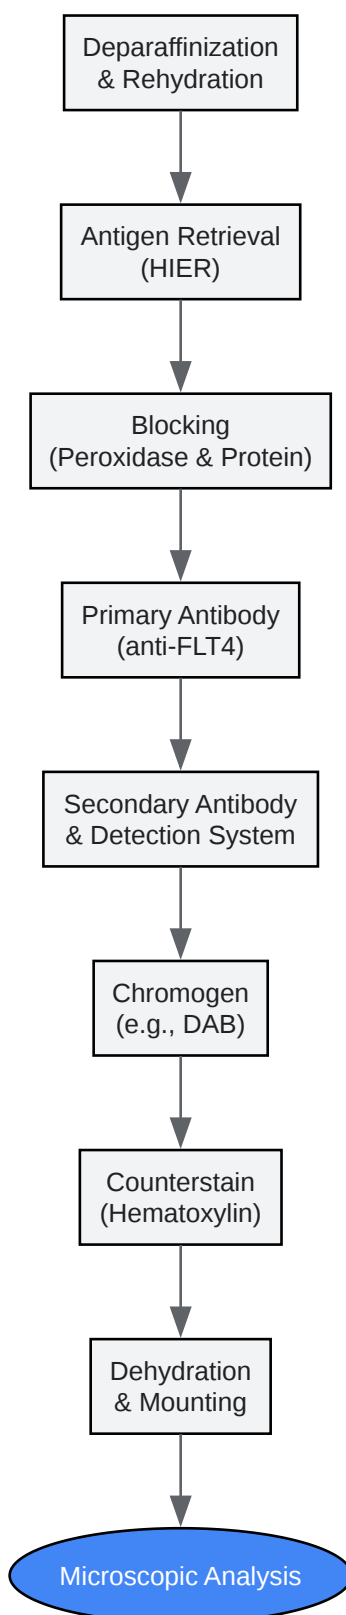 Deparaffinization
& Rehydration
Antigen Retrieval
(HIER)
Blocking
(Peroxidase & Protein)
Primary Antibody
(anti-FLT4)
Secondary Antibody
& Detection System
Chromogen
(e.g., DAB)
Counterstain
(Hematoxylin)
Dehydration
& Mounting
Microscopic Analysis